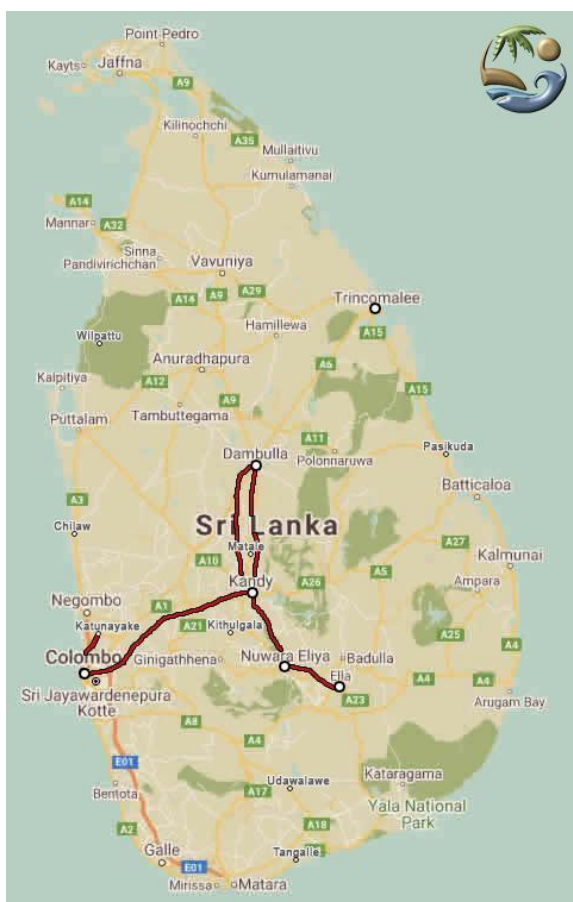 Point Pedro
Kayts
Jaffna
A9
Kilinochchi
A35
Mullaitivu
Kumulamanai
A14
Mannar
A32
Sinna
Pandivirichchan
Vavuniya
A14
A9
A29
Trincomalee
Hamillewa
A15
Wilpattu
Anuradhapura
A6
Kalpitiya
A12
A15
Tambuttegama
A9
Puttalam
A11
Pasikuda
Dambulla
Polonnaruwa
Batticaloa
A3
Chilaw
Sri Lanka
A27
Matale
A10
Kalmunai
A5
Kandy
A26
Ampara
Negombo
A1
A25
Katunayake
A21
Kithulgala
Colombo
Ginigathhena
Nuwara Eliya
Badulla
Ella
A4
A4
Sri Jayawardenepura
Kotte
A23
Arugam Bay
A8
A4
E01
Udawalawe
Kataragama
Bentota
A17
Yala National
Park
A2
A18
Galle
Tangalle
E01
Mirissa
Matara